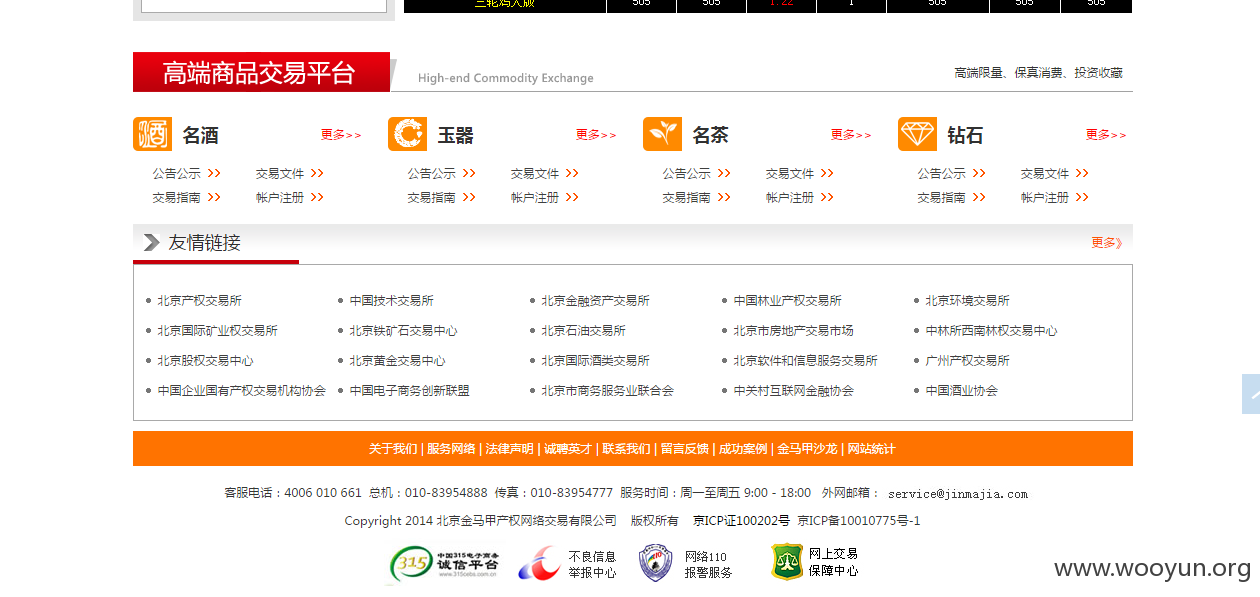 三轮鸡大版 505 505 1.22 1 505 505 505
高端商品交易平台 High-end Commodity Exchange 高端限量、保真消费、投资收藏
名酒 更多>> 玉器 更多>> 名茶 更多>> 钻石 更多>>
公告公示 >> 交易文件 >> 公告公示 >> 交易文件 >> 公告公示 >> 交易文件 >> 公告公示 >> 交易文件 >>
交易指南 >> 帐户注册 >> 交易指南 >> 帐户注册 >> 交易指南 >> 帐户注册 >> 交易指南 >> 帐户注册 >>
友情链接 更多》
北京产权交易所 中国技术交易所 北京金融资产交易所 中国林业产权交易所 北京环境交易所
北京国际矿业权交易所 北京铁矿石交易中心 北京石油交易所 北京市房地产交易市场 中林所西南林权交易中心
北京股权交易中心 北京黄金交易中心 北京国际酒类交易所 北京软件和信息服务交易所 广州产权交易所
中国企业国有产权交易机构协会 中国电子商务创新联盟 北京市商务服务业联合会 中关村互联网金融协会 中国酒业协会
关于我们 | 服务网络 | 法律声明 | 诚聘英才 | 联系我们 | 留言反馈 | 成功案例 | 金马甲沙龙 | 网站统计
客服电话：4006 010 661 总机：010-83954888 传真：010-83954777 服务时间：周一至周五 9:00 - 18:00 外网邮箱： service@jinmajia.com
Copyright 2014 北京金马甲产权网络交易有限公司 版权所有 京ICP证100202号 京ICP备10010775号-1
315 中国315电子商务 诚信平台 www.315cebs.com.cn 不良信息 举报中心 网络110 报警服务 网上交易 保障中心
www.wooyun.org